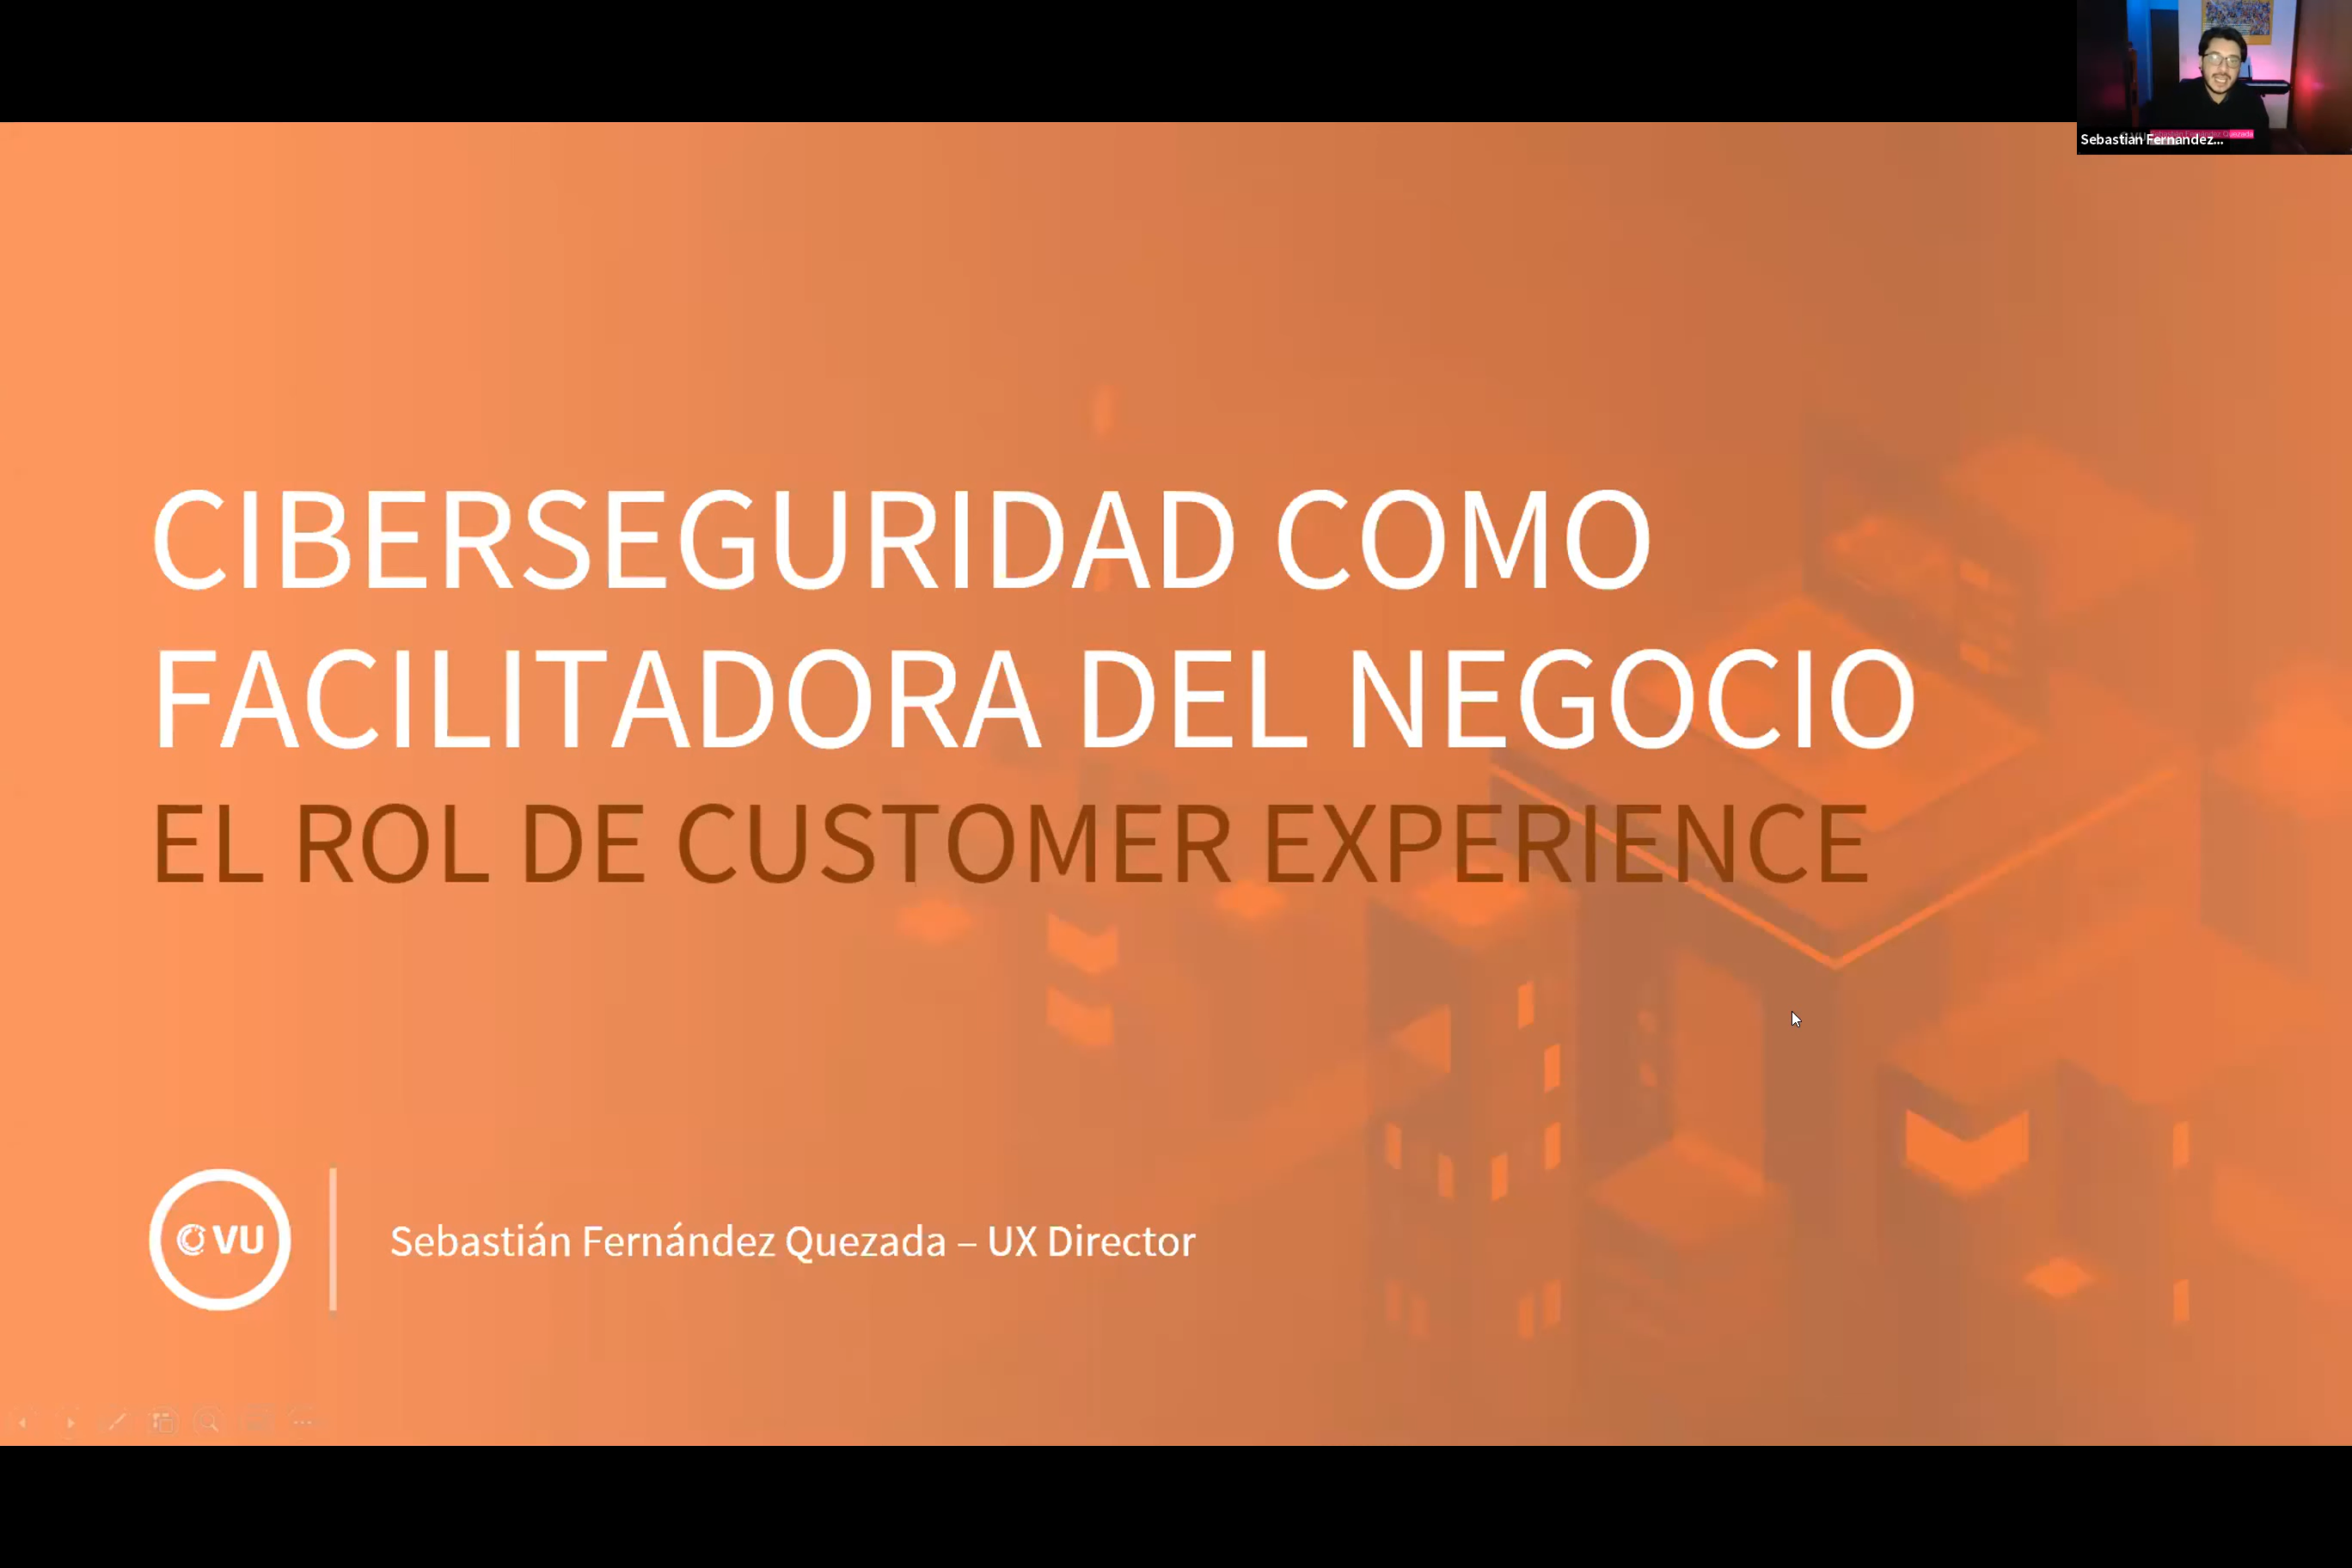 Sebastian Fernandez...
CIBERSEGURIDAD COMO
FACILITADORA DEL NEGOCIO
EL ROL DE CUSTOMER EXPERIENCE
VU
Sebastián Fernández Quezada – UX Director